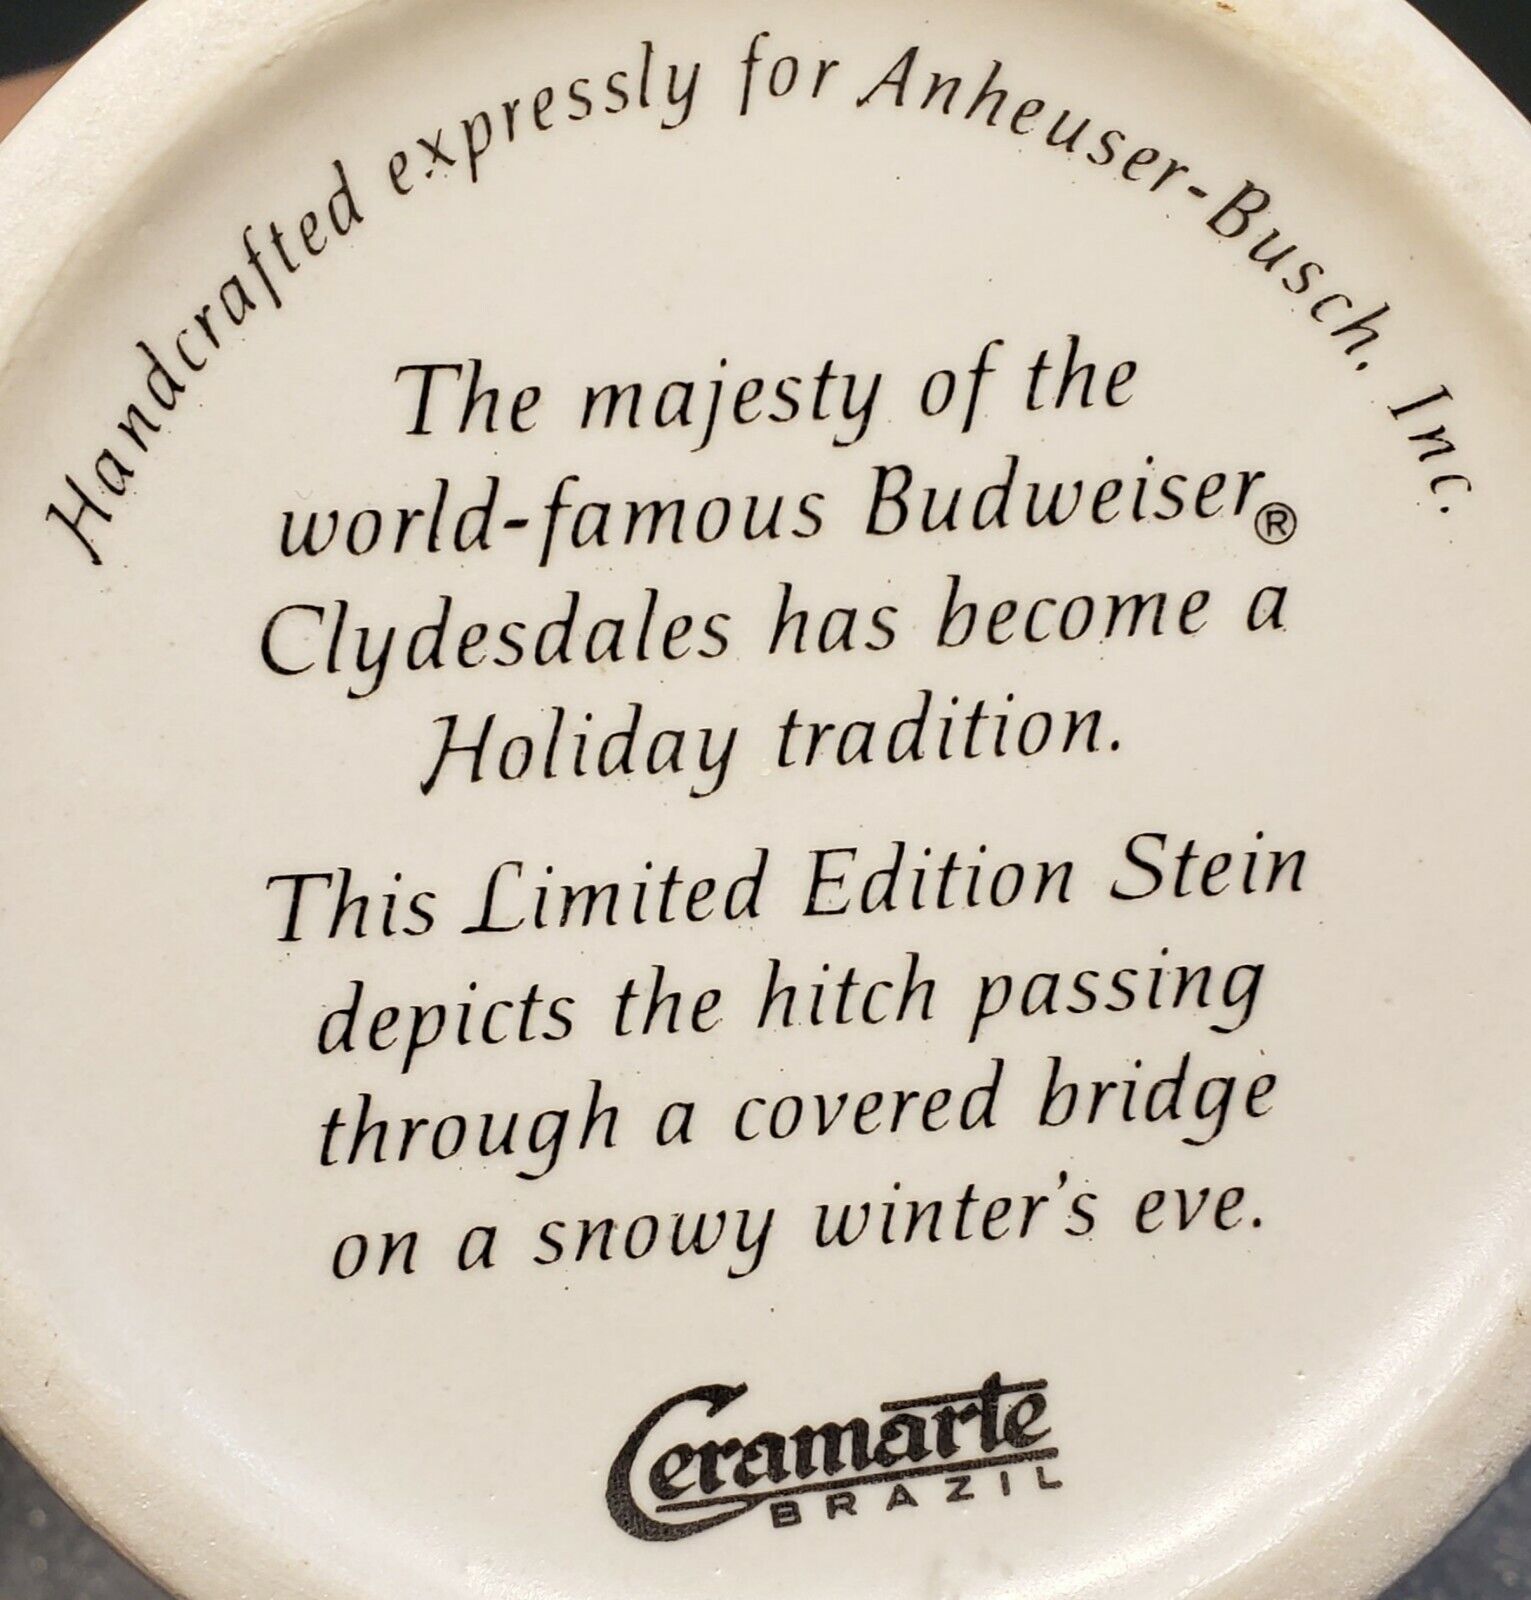 Handcrafted expressly for Anheuser-Busch. Inc.
The majesty of the
world-famous Budweiser®
Clydesdales has become a
Holiday tradition.
This Limited Edition Stein
depicts the hitch passing
through a covered bridge
on a snowy winter's eve.
Ceramarte
BRAZIL